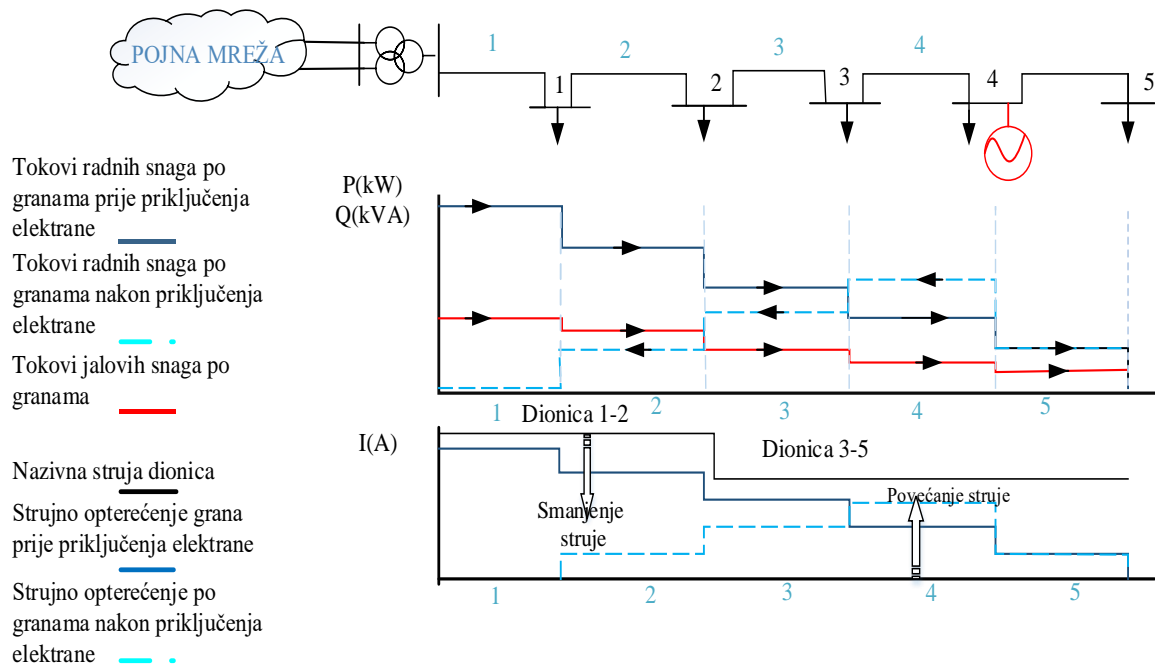 POJNA MREŽA
1
2
3
4
1
2
3
4
5
Tokovi radnih snaga po
granama prije priključenja
elektrane
Tokovi radnih snaga po
granama nakon priključenja
elektrane
Tokovi jalovih snaga po
granama
P(kW)
Q(kVA)
1
2
3
4
5
Dionica 1-2
Dionica 3-5
I(A)
Smanjenje
struje
Povećanje struje
1
2
3
4
5
Nazivna struja dionica
Strujno opterećenje grana
prije priključenja elektrane
Strujno opterećenje po
granama nakon priključenja
elektrane